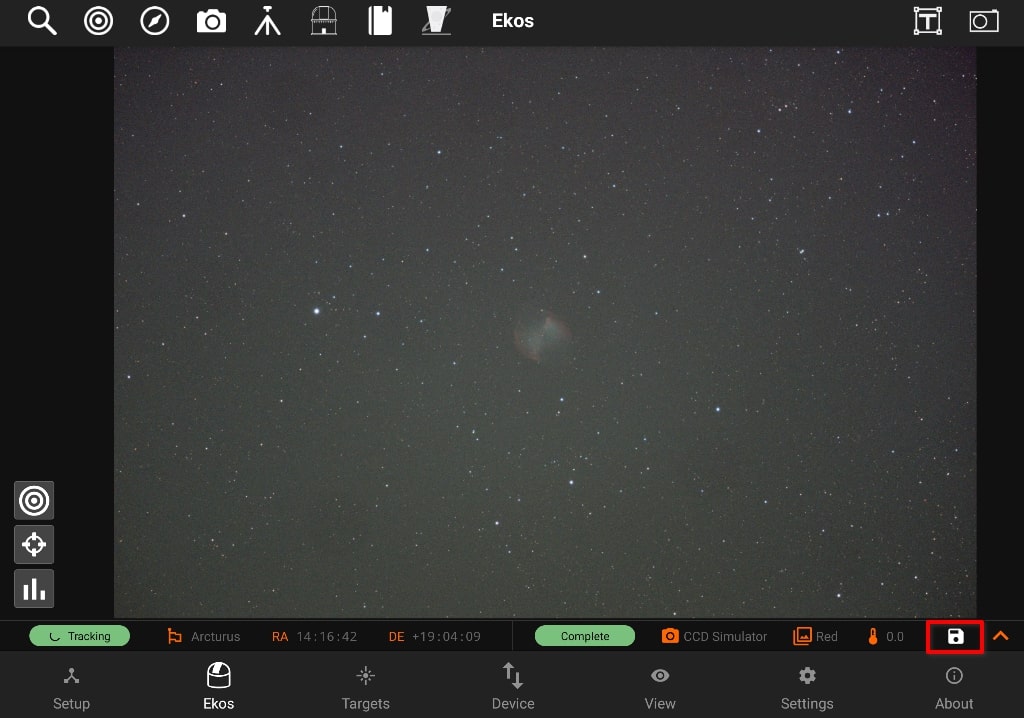 Ekos
Tracking Arcturus RA 14:16:42 DE +19:04:09 Complete CCD Simulator Red 0.0
Setup Ekos Targets Device View Settings About